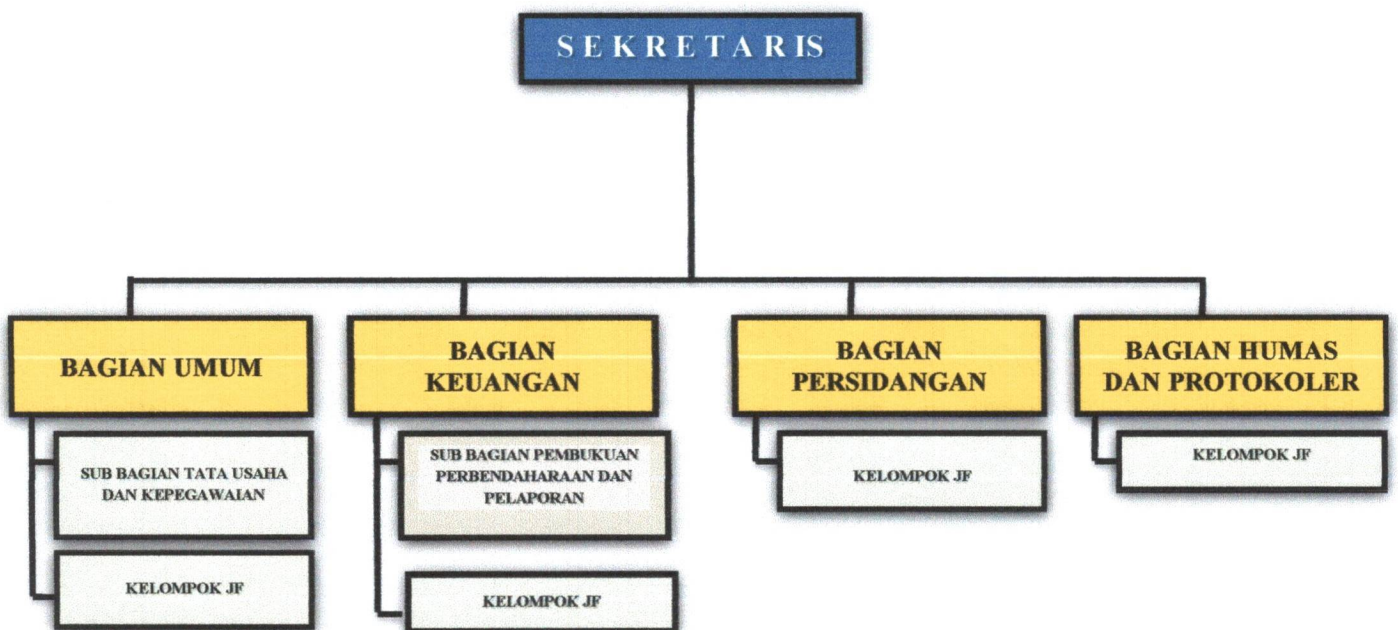 SEKRETARIS
BAGIAN UMUM
SUB BAGIAN TATA USAHA
DAN KEPEGAWAIAN
KELOMPOK JF
BAGIAN
KEUANGAN
SUB BAGIAN PEMBUKUAN
PERBENDAHARAAN DAN
PELAPORAN
KELOMPOK JF
BAGIAN
PERSIDANGAN
KELOMPOK JF
BAGIAN HUMAS
DAN PROTOKOLER
KELOMPOK JF